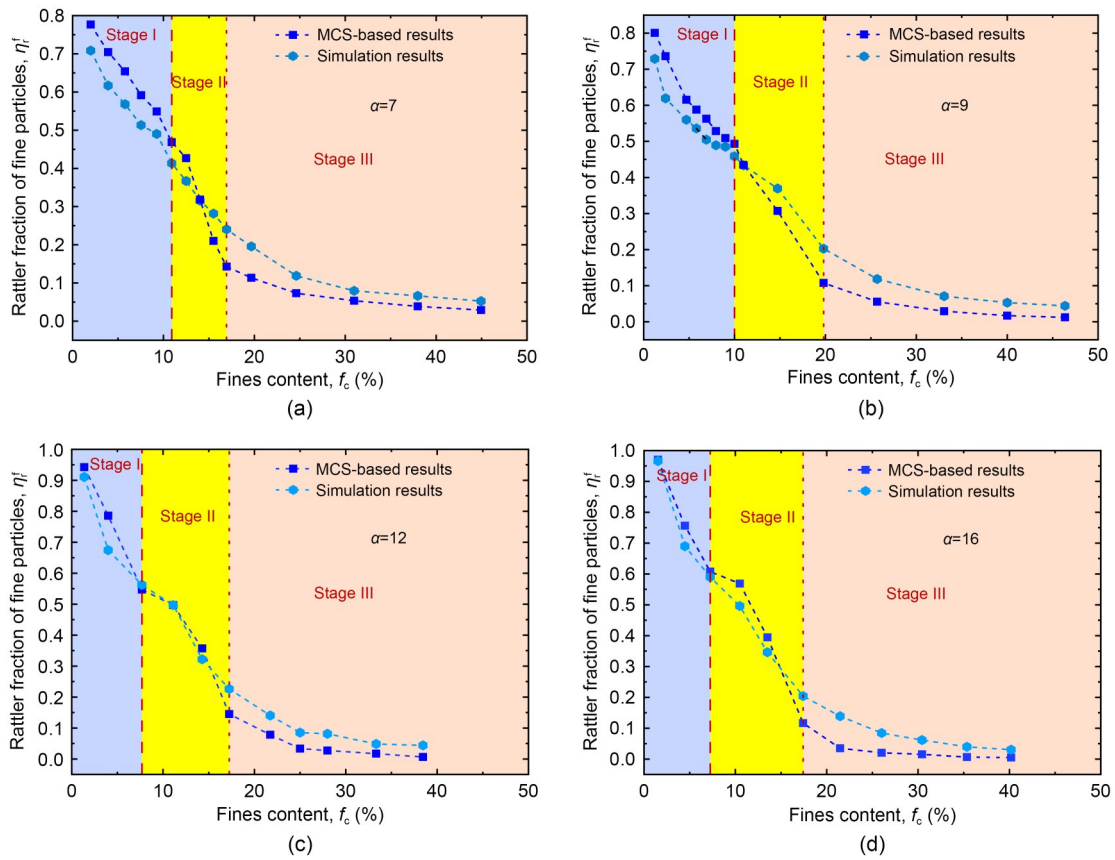 0.8
0.7
0.6
0.5
0.4
0.3
0.2
0.1
0.0
Rattler fraction of fine particles, ηᵣᶠ
Stage I
Stage II
Stage III
MCS-based results
Simulation results
α=7
0 10 20 30 40 50
Fines content, f_c (%)
(a)
0.8
0.7
0.6
0.5
0.4
0.3
0.2
0.1
0.0
Rattler fraction of fine particles, ηᵣᶠ
Stage I
Stage II
Stage III
MCS-based results
Simulation results
α=9
0 10 20 30 40 50
Fines content, f_c (%)
(b)
1.0
0.9
0.8
0.7
0.6
0.5
0.4
0.3
0.2
0.1
0.0
Rattler fraction of fine particles, ηᵣᶠ
Stage I
Stage II
Stage III
MCS-based results
Simulation results
α=12
0 10 20 30 40 50
Fines content, f_c (%)
(c)
1.0
0.9
0.8
0.7
0.6
0.5
0.4
0.3
0.2
0.1
0.0
Rattler fraction of fine particles, ηᵣᶠ
Stage I
Stage II
Stage III
MCS-based results
Simulation results
α=16
0 10 20 30 40 50
Fines content, f_c (%)
(d)